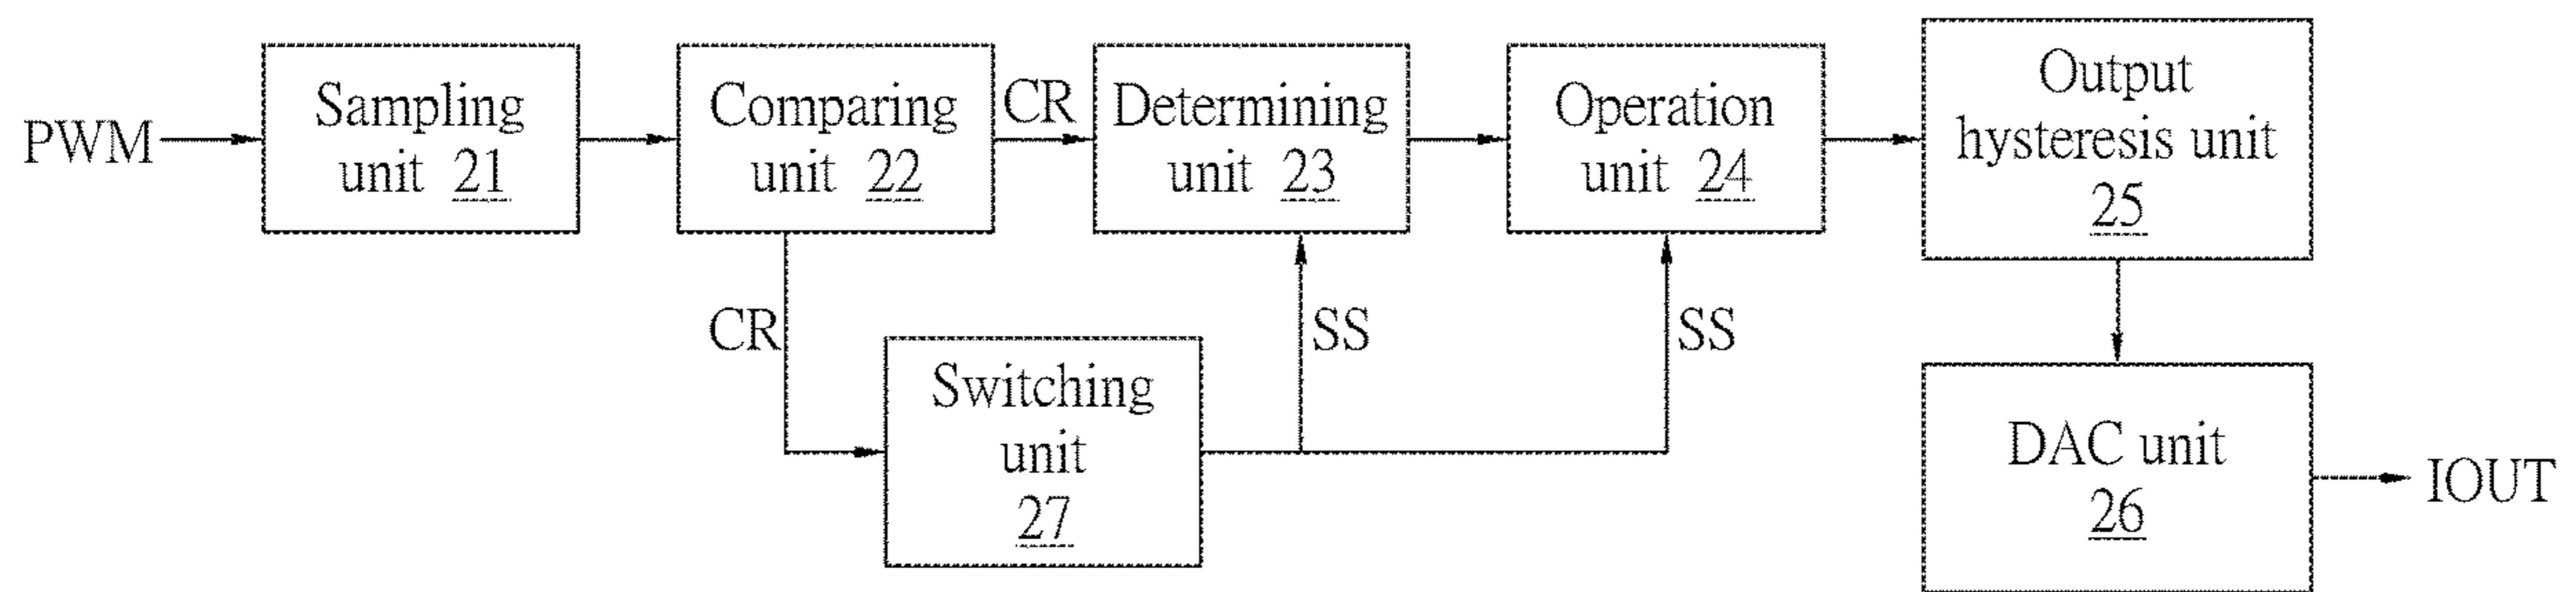 PWM
Sampling
unit 21
Comparing
unit 22
CR
Determining
unit 23
Operation
unit 24
Output
hysteresis unit
25
CR
Switching
unit
27
SS
SS
DAC unit
26
IOUT